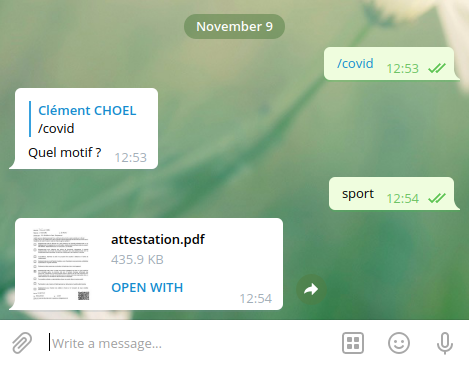 November 9
/covid 12:53
Clément CHOEL
/covid
Quel motif ? 12:53
sport 12:54
attestation.pdf
435.9 KB
OPEN WITH
12:54
Write a message...